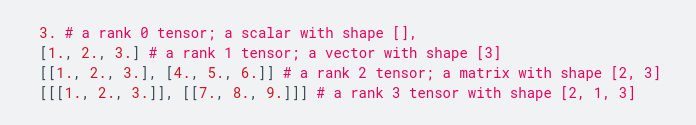 3. # a rank 0 tensor; a scalar with shape [],
[1., 2., 3.] # a rank 1 tensor; a vector with shape [3]
[[1., 2., 3.], [4., 5., 6.]] # a rank 2 tensor; a matrix with shape [2, 3]
[[[1., 2., 3.]], [[7., 8., 9.]]] # a rank 3 tensor with shape [2, 1, 3]